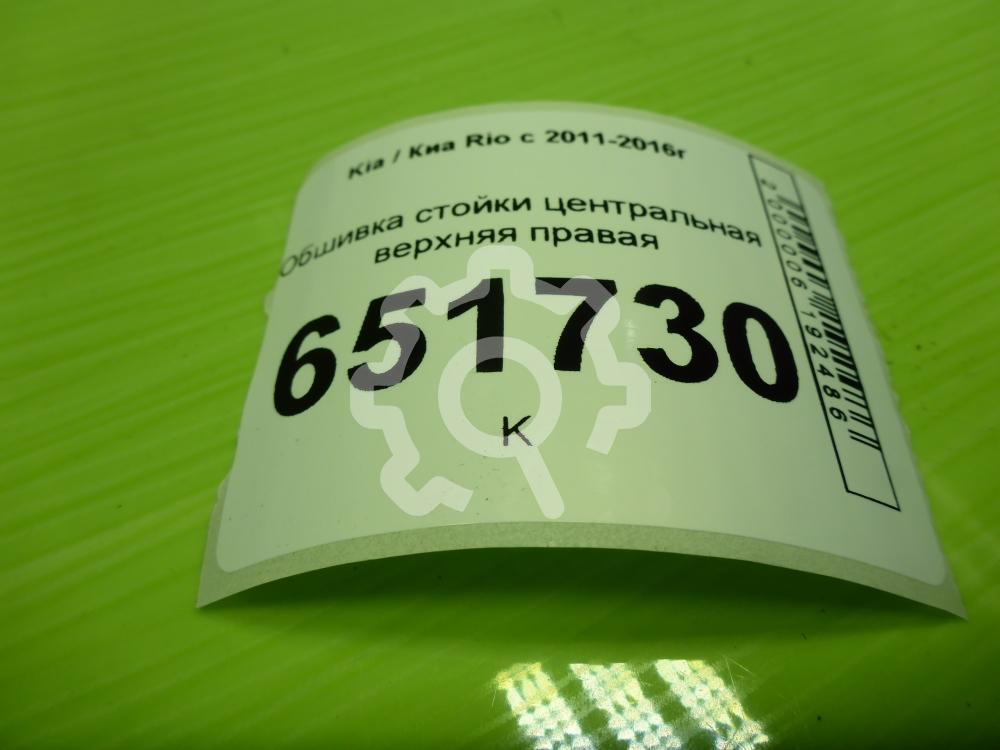 Kia / Киа Rio с 2011-2016г
Обшивка стойки центральная
верхняя правая
651730
К
2000006192486